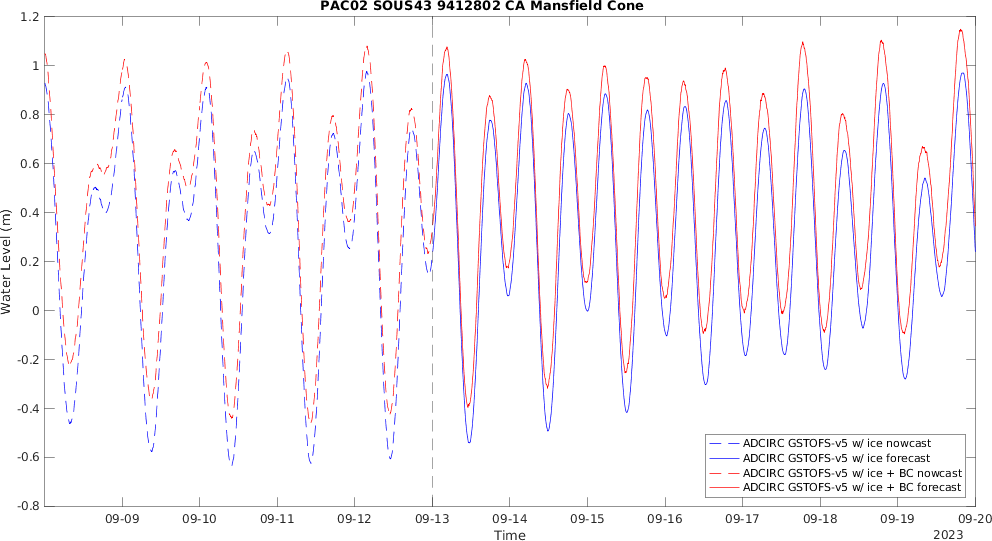 PAC02 SOUS43 9412802 CA Mansfield Cone
1.2
1
0.8
0.6
0.4
0.2
0
-0.2
-0.4
-0.6
-0.8
Water Level (m)
ADCIRC GSTOFS-v5 w/ ice nowcast
ADCIRC GSTOFS-v5 w/ ice forecast
ADCIRC GSTOFS-v5 w/ ice + BC nowcast
ADCIRC GSTOFS-v5 w/ ice + BC forecast
09-09 09-10 09-11 09-12 09-13 09-14 09-15 09-16 09-17 09-18 09-19 09-20
Time
2023